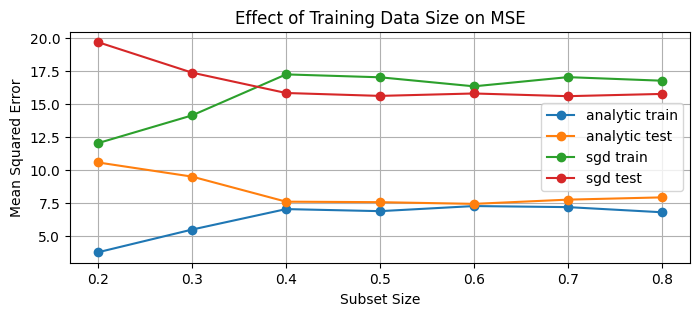 Effect of Training Data Size on MSE
Mean Squared Error
20.0
17.5
15.0
12.5
10.0
7.5
5.0
analytic train
analytic test
sgd train
sgd test
0.2 0.3 0.4 0.5 0.6 0.7 0.8
Subset Size